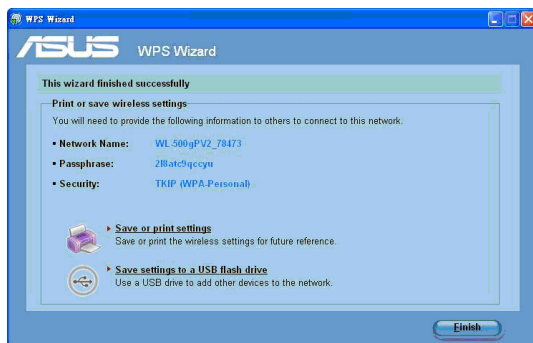 WPS Wizard
ASUS WPS Wizard
This wizard finished successfully
Print or save wireless settings
You will need to provide the following information to others to connect to this network.
Network Name: WL-500gPV2_78473
Passphrase: 2l8atc9qccyu
Security: TKIP (WPA-Personal)
Save or print settings
Save or print the wireless settings for future reference.
Save settings to a USB flash drive
Use a USB drive to add other devices to the network.
Finish